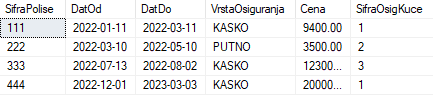 SifraPolise DatOd DatDo VrstaOsiguranja Cena SifraOsigKuce
111 2022-01-11 2022-03-11 KASKO 9400.00 1
222 2022-03-10 2022-05-10 PUTNO 3500.00 2
333 2022-07-13 2022-08-02 KASKO 12300... 3
444 2022-12-01 2023-03-03 KASKO 20000... 1